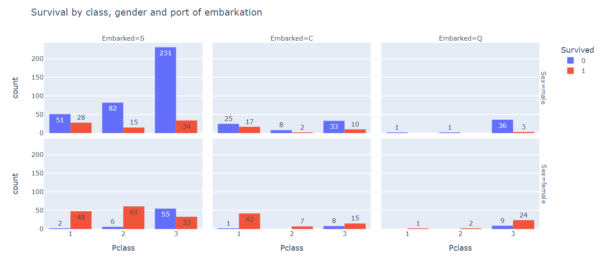 Survival by class, gender and port of embarkation
Embarked=S Embarked=C Embarked=Q
Survived
0
1
count
200
150
100
50
0
51 28 82 15 231 34
25 17 8 2 33 10
1 1 36 3
Sex=male
count
200
150
100
50
0
2 48 6 61 55 33
1 42 7 8 15
1 2 9 24
Sex=female
1 2 3 1 2 3 1 2 3
Pclass Pclass Pclass